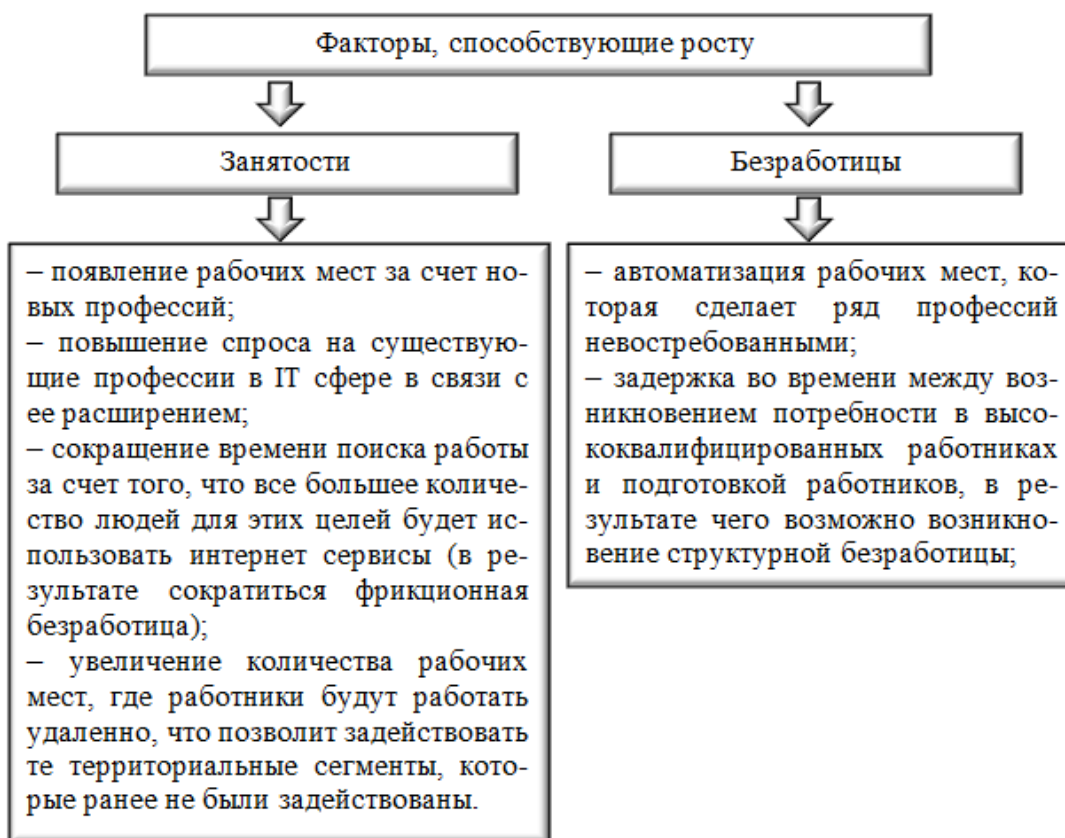 Факторы, способствующие росту
Занятости
Безработицы
– появление рабочих мест за счет но-
вых профессий;
– повышение спроса на существую-
щие профессии в IT сфере в связи с
ее расширением;
– сокращение времени поиска работы
за счет того, что все большее количе-
ство людей для этих целей будет ис-
пользовать интернет сервисы (в ре-
зультате сократиться фрикционная
безработица);
– увеличение количества рабочих
мест, где работники будут работать
удаленно, что позволит задействовать
те территориальные сегменты, кото-
рые ранее не были задействованы.
– автоматизация рабочих мест, ко-
торая сделает ряд профессий
невостребованными;
– задержка во времени между воз-
никновением потребности в высо-
коквалифицированных работниках
и подготовкой работников, в ре-
зультате чего возможно возникно-
вение структурной безработицы;